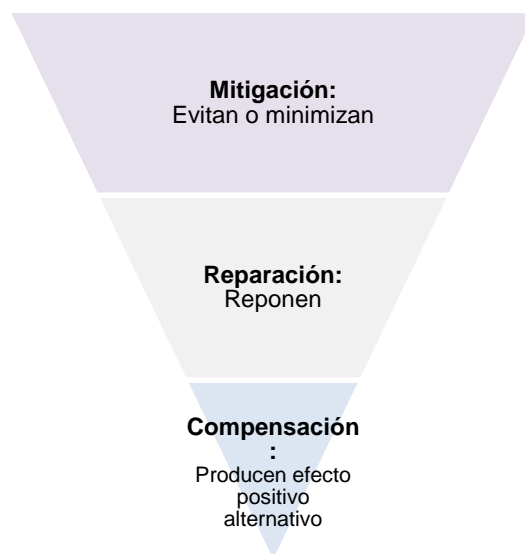 Mitigación:
Evitan o minimizan
Reparación:
Reponen
Compensación
:
Producen efecto
positivo
alternativo